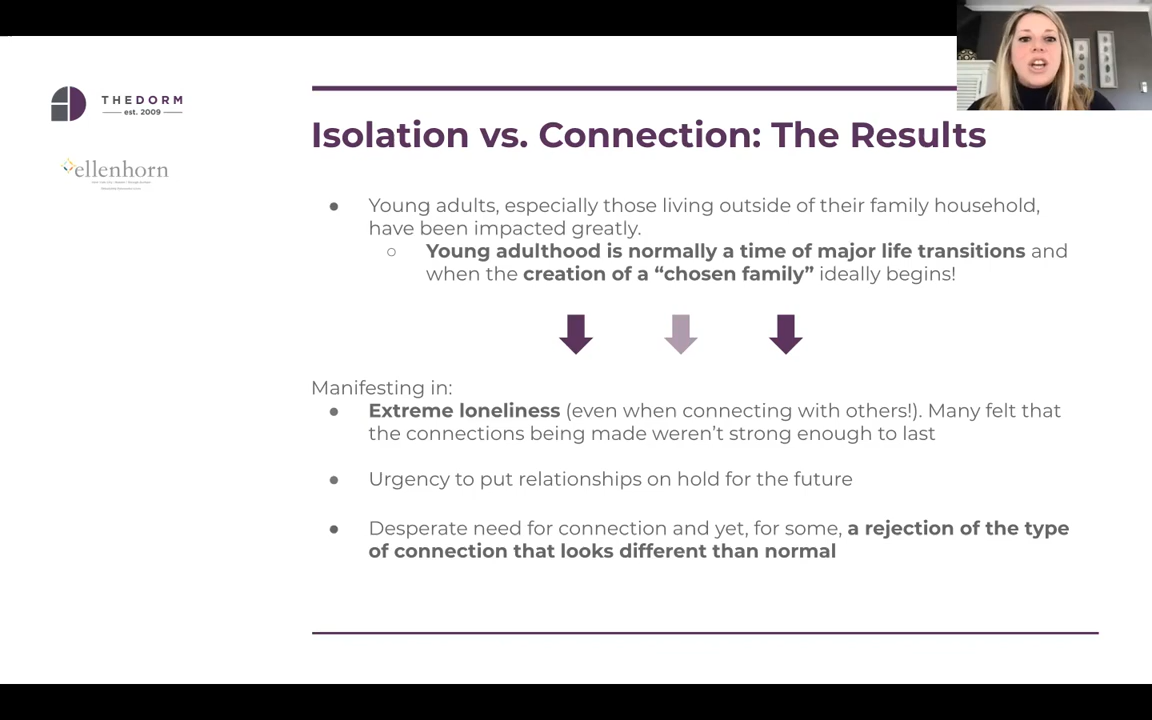 THEDORM
est. 2009
ellenhorn
Isolation vs. Connection: The Results
● Young adults, especially those living outside of their family household,
have been impacted greatly.
○ Young adulthood is normally a time of major life transitions and
when the creation of a “chosen family” ideally begins!
Manifesting in:
● Extreme loneliness (even when connecting with others!). Many felt that
the connections being made weren’t strong enough to last
● Urgency to put relationships on hold for the future
● Desperate need for connection and yet, for some, a rejection of the type
of connection that looks different than normal